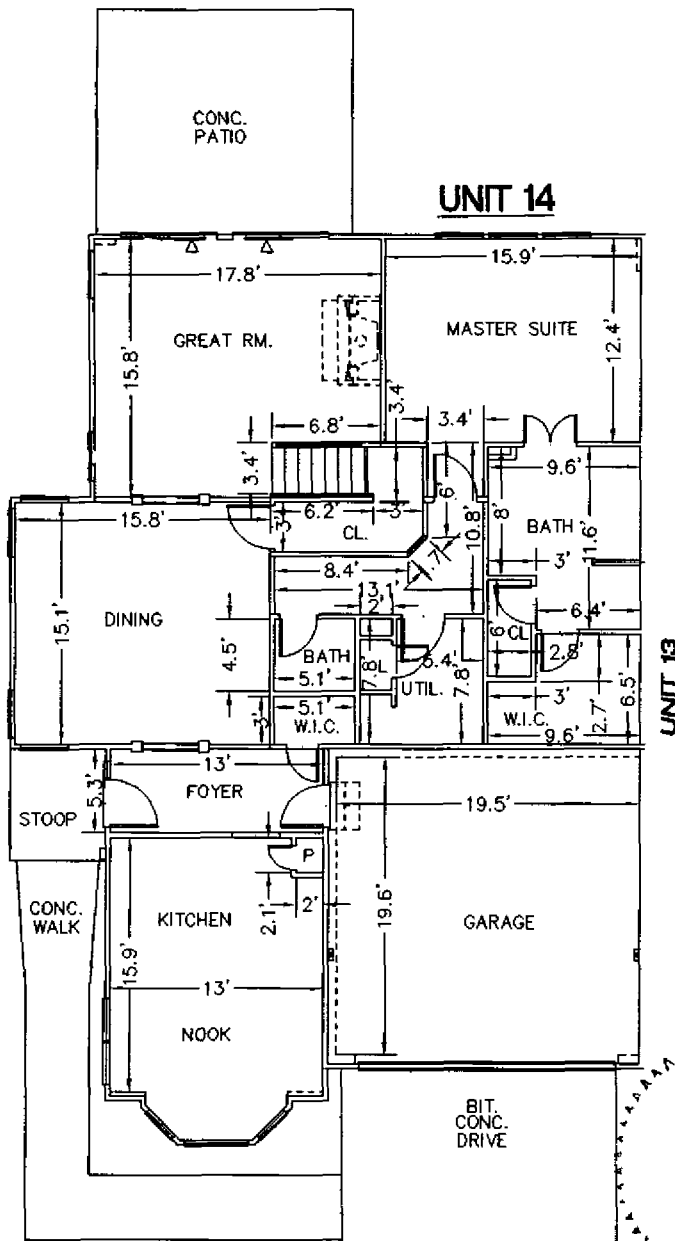 CONC.
PATIO
UNIT 14
17.8'
15.9'
GREAT RM.
MASTER SUITE
15.8'
12.4'
3.4'
6.8'
3.4'
3.4'
9.6'
6.2'
3'
CL.
3'
6'
10.8'
8'
BATH
11.6'
15.8'
1.7'
3'
8.4'
13.1'
2'
6.4'
DINING
15.1'
4.5'
BATH
5.1'
7.8'
CL
5.4'
UTIL.
7.8'
6'
CL
2.8'
5.1'
W.I.C.
3'
3'
W.I.C.
2.7'
6.5'
9.6'
UNIT 13
13'
FOYER
5.3'
STOOP
19.5'
P
2.1'
2'
CONC.
WALK
KITCHEN
15.9'
13'
NOOK
19.6'
GARAGE
BIT.
CONC.
DRIVE